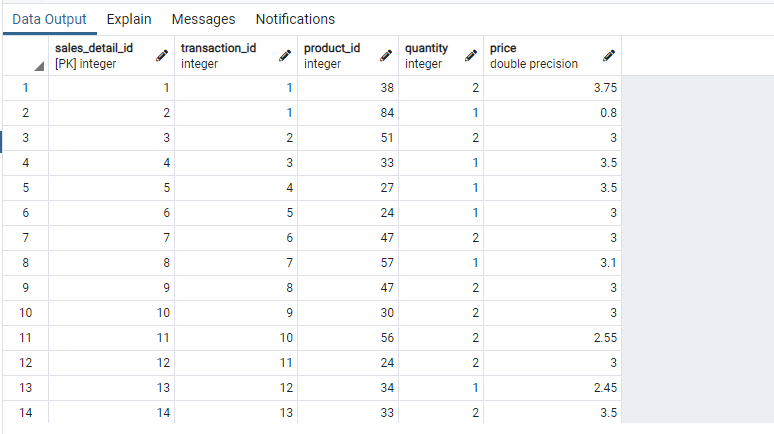 Data Output Explain Messages Notifications
sales_detail_id transaction_id product_id quantity price
[PK] integer integer integer integer double precision
1 1 1 38 2 3.75
2 2 1 84 1 0.8
3 3 2 51 2 3
4 4 3 33 1 3.5
5 5 4 27 1 3.5
6 6 5 24 1 3
7 7 6 47 2 3
8 8 7 57 1 3.1
9 9 8 47 2 3
10 10 9 30 2 3
11 11 10 56 2 2.55
12 12 11 24 2 3
13 13 12 34 1 2.45
14 14 13 33 2 3.5